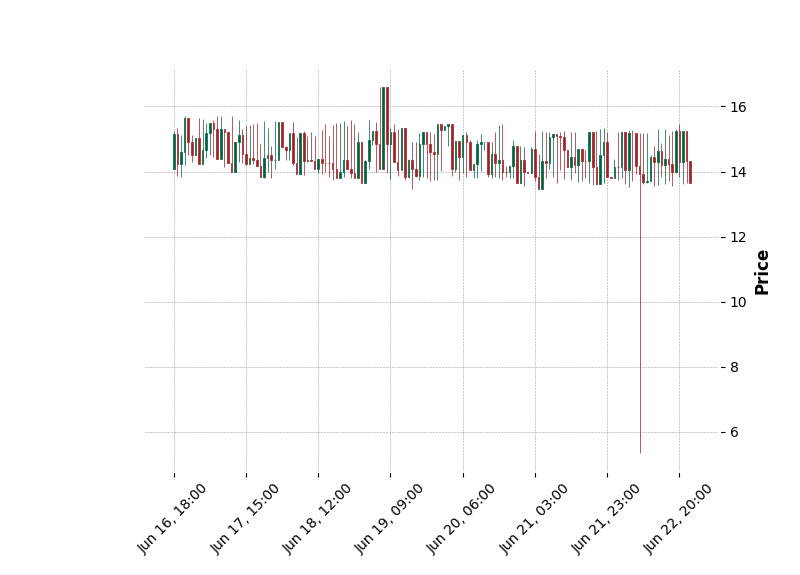 16
14
12
10
8
6
Price
Jun 16, 18:00
Jun 17, 15:00
Jun 18, 12:00
Jun 19, 09:00
Jun 20, 06:00
Jun 21, 03:00
Jun 21, 23:00
Jun 22, 20:00